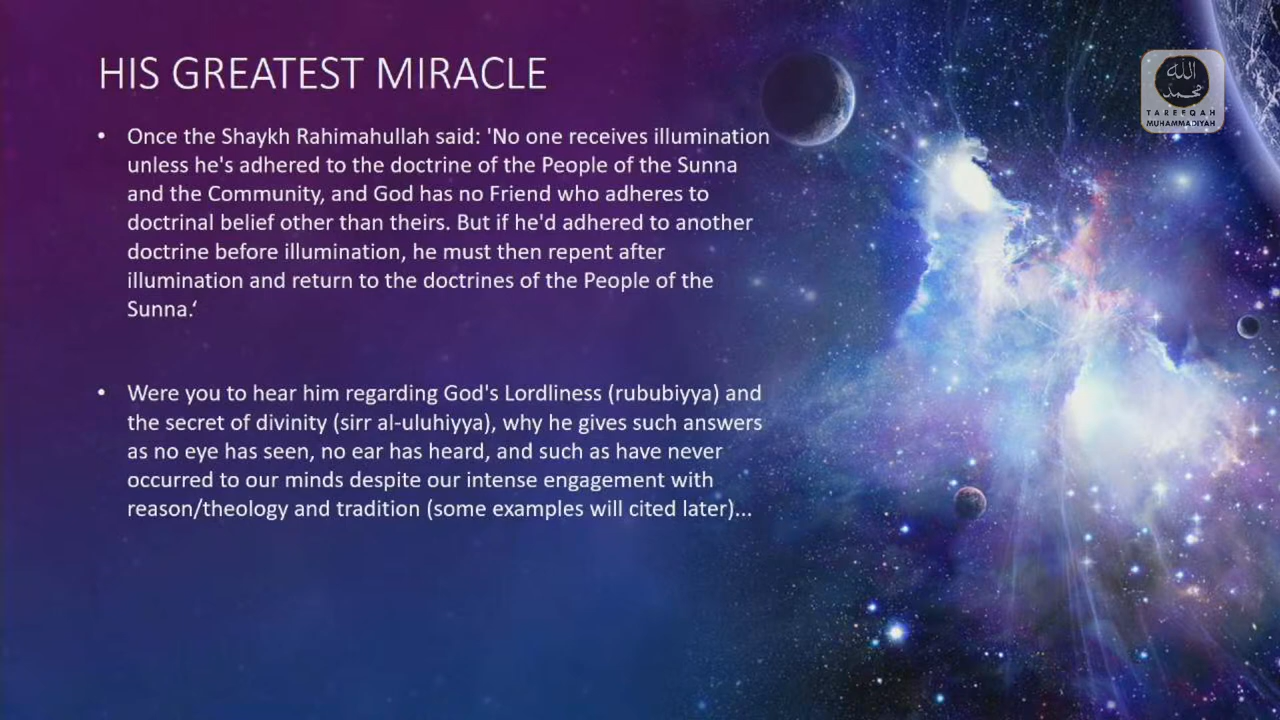 HIS GREATEST MIRACLE
• Once the Shaykh Rahimahullah said: 'No one receives illumination
unless he's adhered to the doctrine of the People of the Sunna
and the Community, and God has no Friend who adheres to
doctrinal belief other than theirs. But if he'd adhered to another
doctrine before illumination, he must then repent after
illumination and return to the doctrines of the People of the
Sunna.‘
• Were you to hear him regarding God's Lordliness (rububiyya) and
the secret of divinity (sirr al-uluhiyya), why he gives such answers
as no eye has seen, no ear has heard, and such as have never
occurred to our minds despite our intense engagement with
reason/theology and tradition (some examples will cited later)...
الله
محمد
TAREEQAH
MUHAMMADIYAH